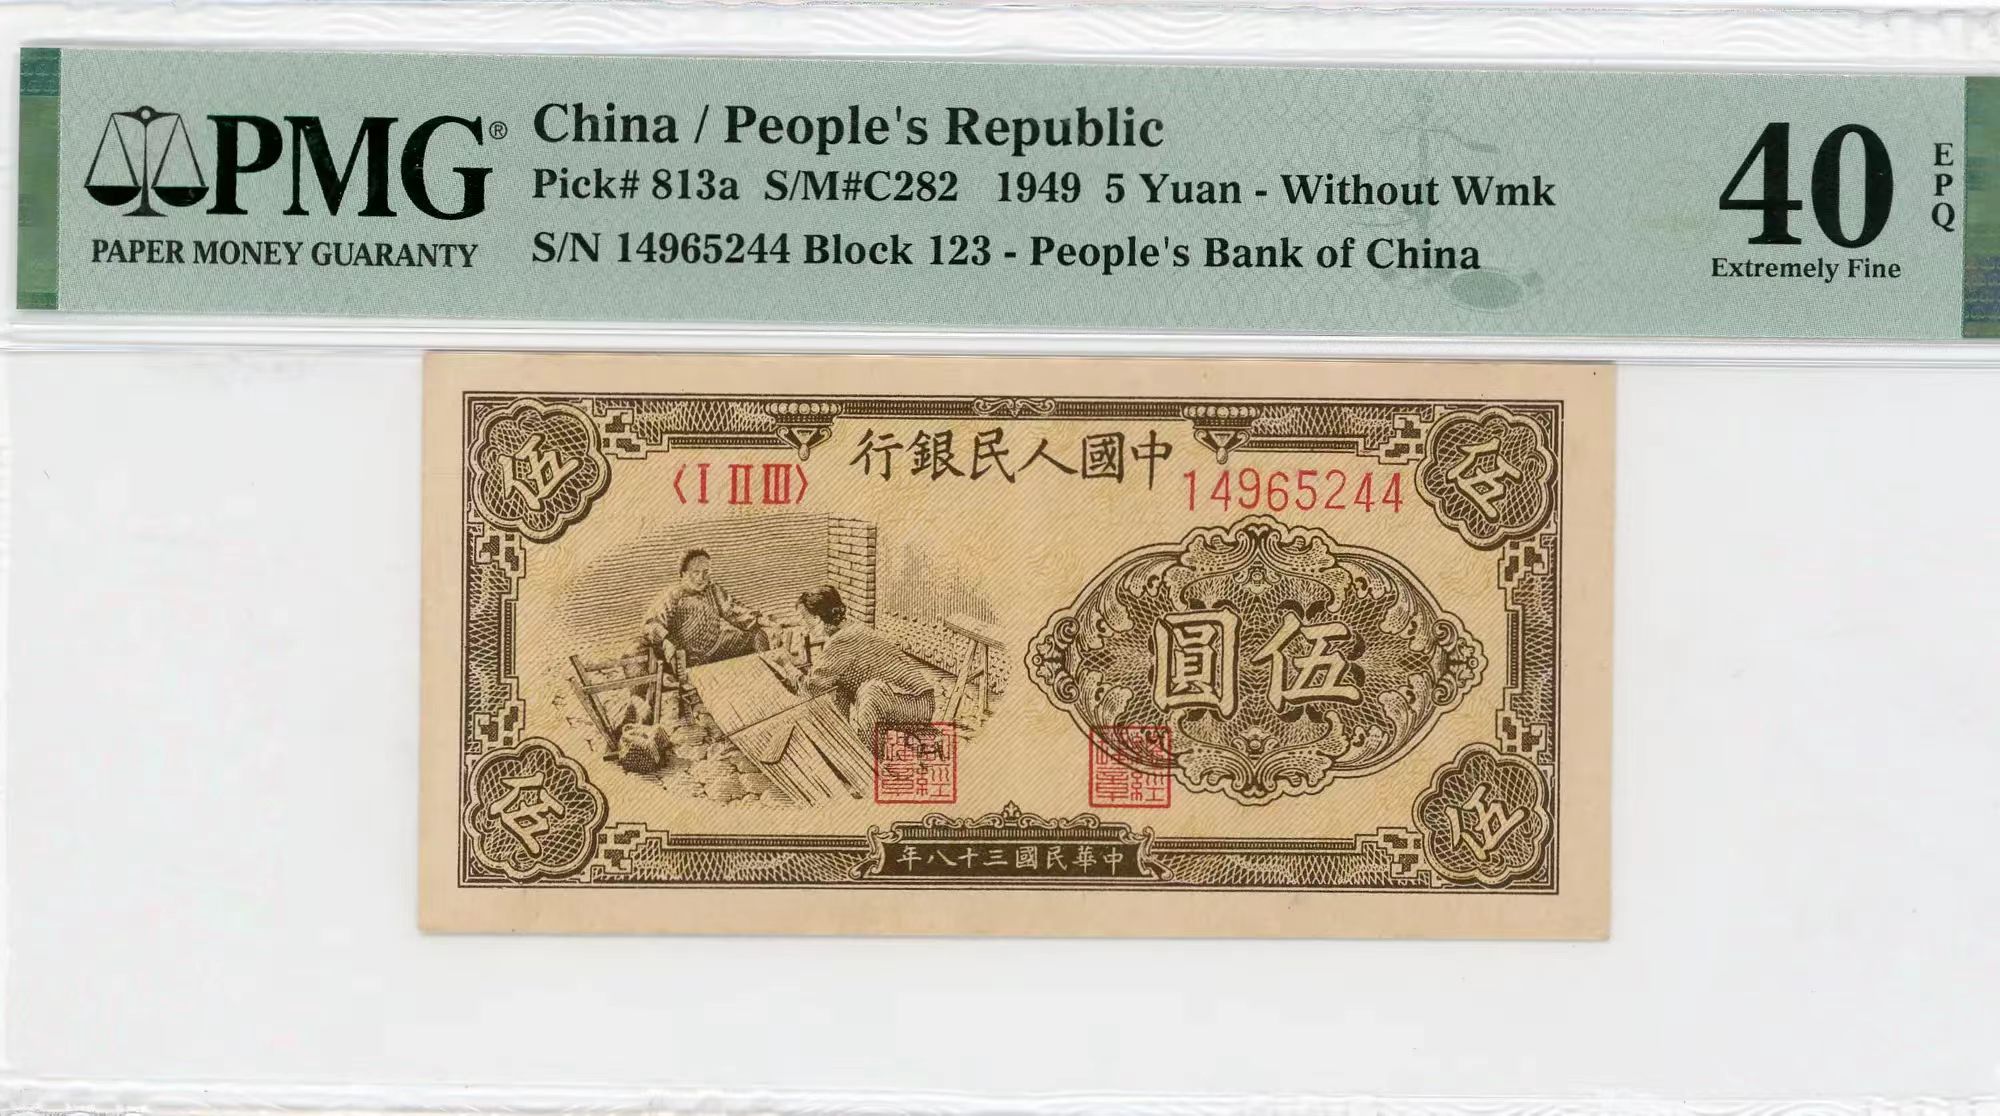 PMG®
PAPER MONEY GUARANTY
China / People's Republic
Pick# 813a S/M#C282 1949 5 Yuan - Without Wmk
S/N 14965244 Block 123 - People's Bank of China
40
EPQ
Extremely Fine
行銀民人國中
〈Ⅰ Ⅱ Ⅲ〉
14965244
伍
伍
圓伍
伍
伍
年八十三國民華中